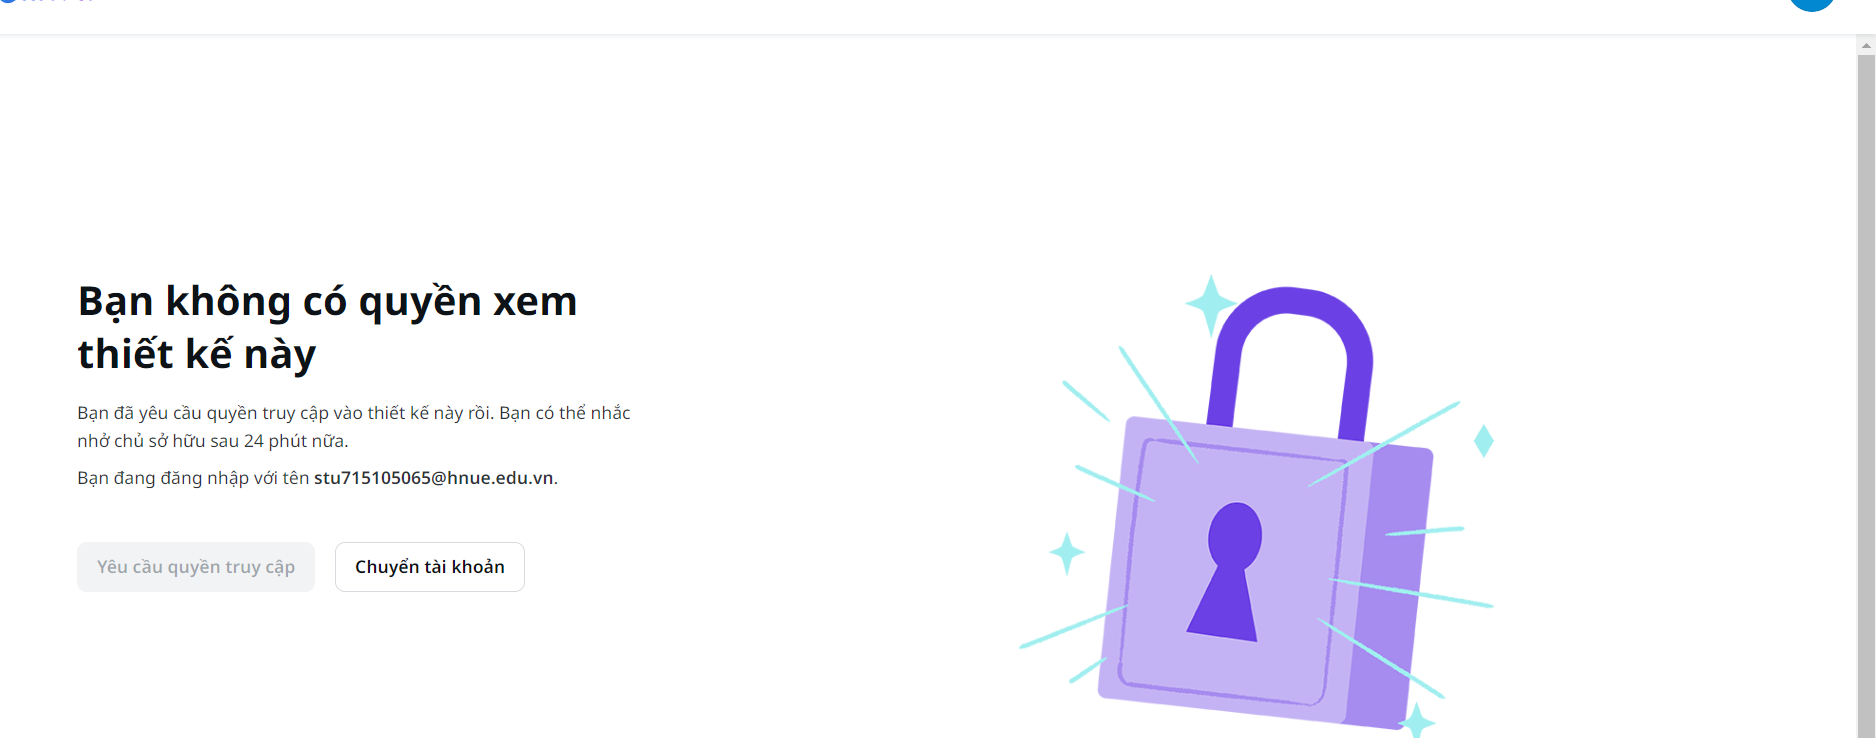 Bạn không có quyền xem
thiết kế này
Bạn đã yêu cầu quyền truy cập vào thiết kế này rồi. Bạn có thể nhắc
nhở chủ sở hữu sau 24 phút nữa.
Bạn đang đăng nhập với tên stu715105065@hnue.edu.vn.
Yêu cầu quyền truy cập
Chuyển tài khoản